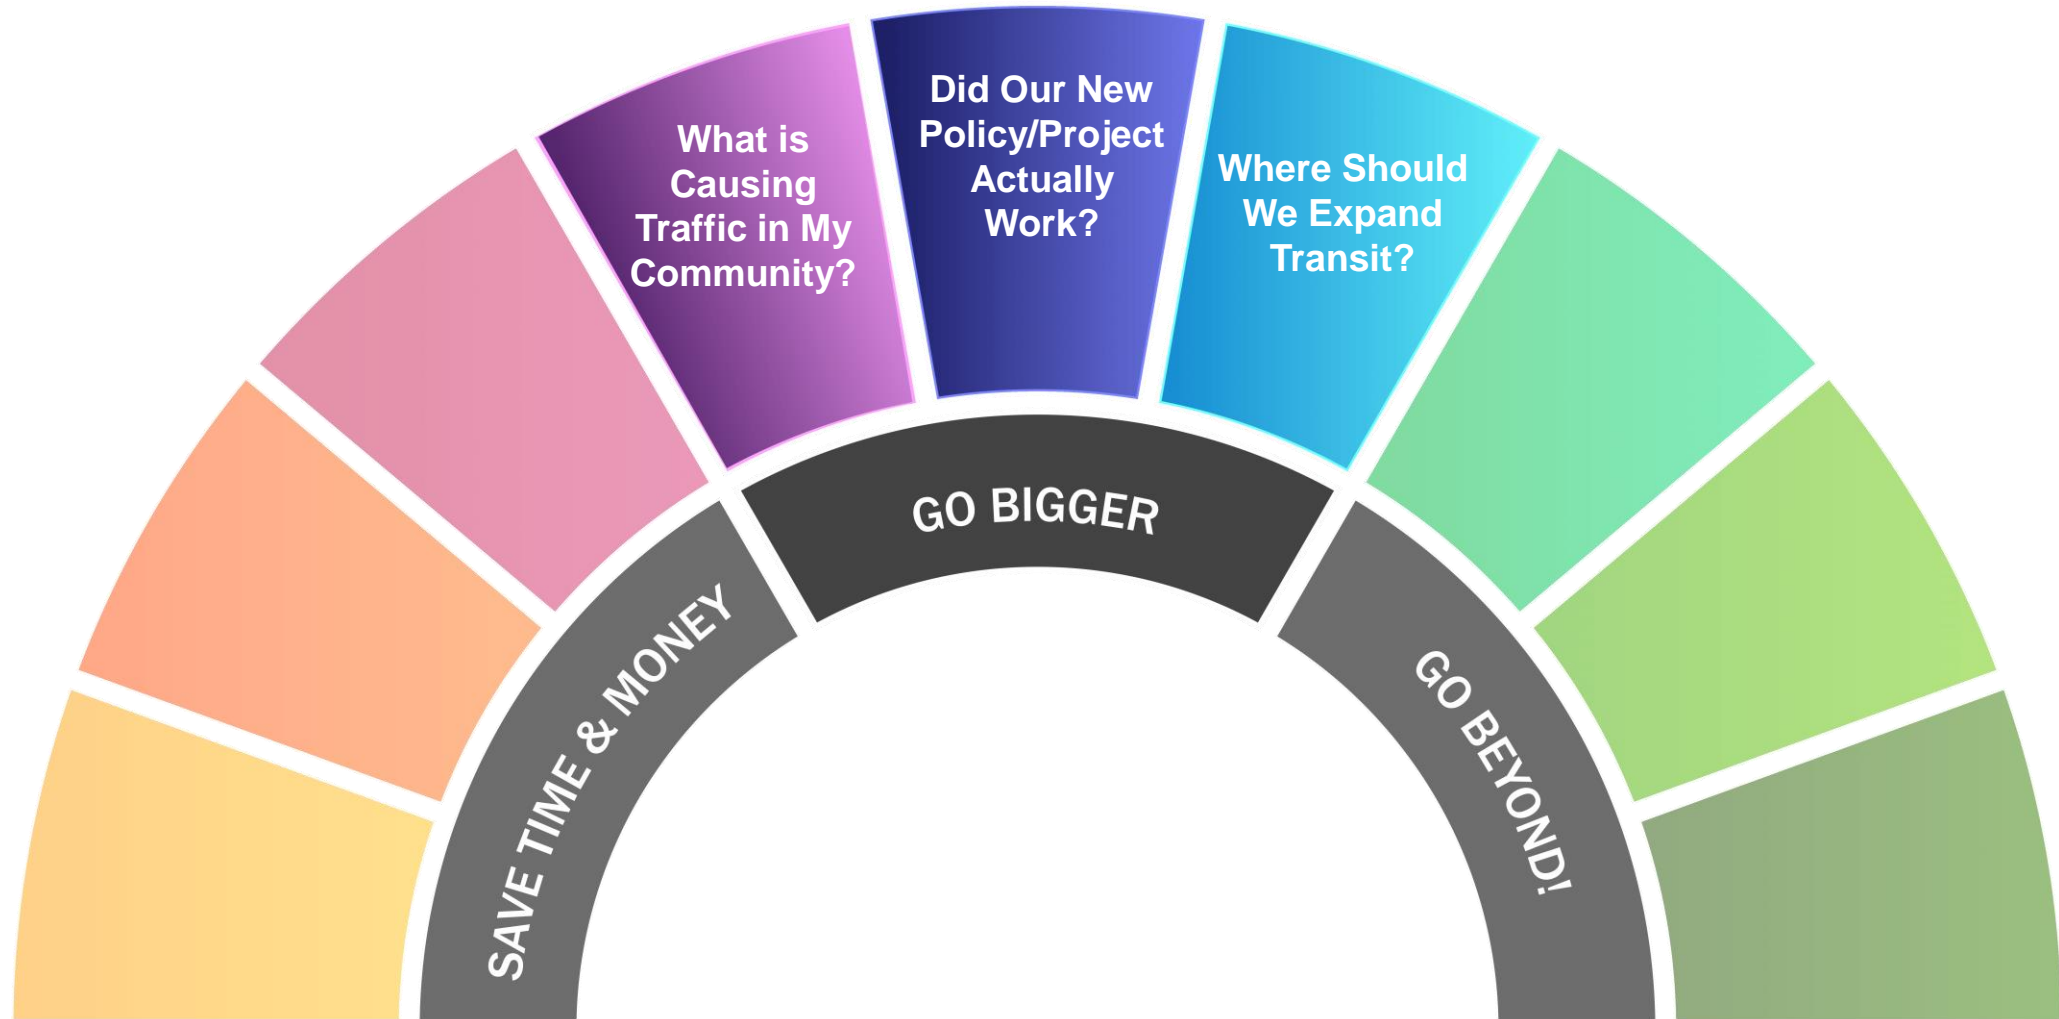 What is
Causing
Traffic in My
Community?
Did Our New
Policy/Project
Actually
Work?
Where Should
We Expand
Transit?
SAVE TIME & MONEY
GO BIGGER
GO BEYOND!